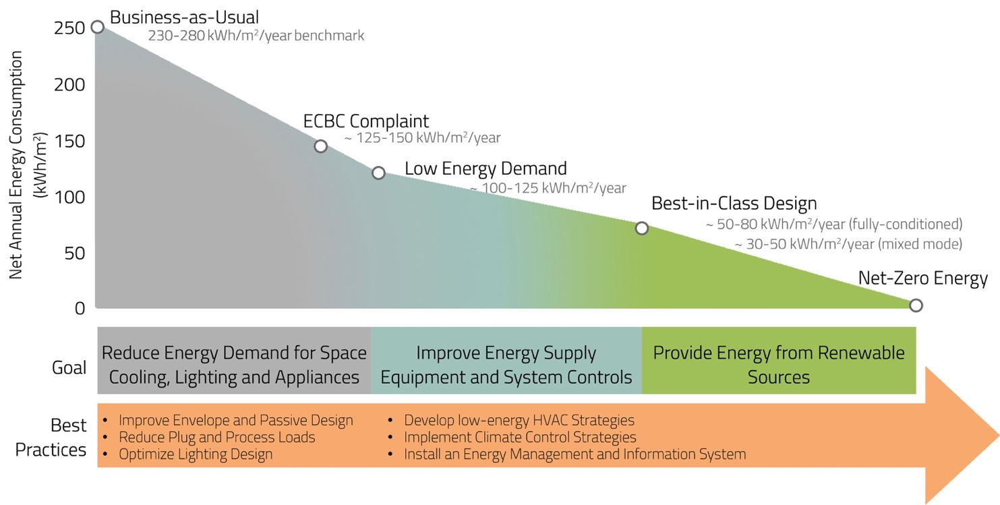 Business-as-Usual
230-280 kWh/m²/year benchmark
250
200
150
100
50
0
Net Annual Energy Consumption
(kWh/m²)
ECBC Complaint
~ 125-150 kWh/m²/year
Low Energy Demand
~ 100-125 kWh/m²/year
Best-in-Class Design
~ 50-80 kWh/m²/year (fully-conditioned)
~ 30-50 kWh/m²/year (mixed mode)
Net-Zero Energy
Goal
Reduce Energy Demand for Space
Cooling, Lighting and Appliances
Improve Energy Supply
Equipment and System Controls
Provide Energy from Renewable
Sources
Best
Practices
• Improve Envelope and Passive Design
• Reduce Plug and Process Loads
• Optimize Lighting Design
• Develop low-energy HVAC Strategies
• Implement Climate Control Strategies
• Install an Energy Management and Information System